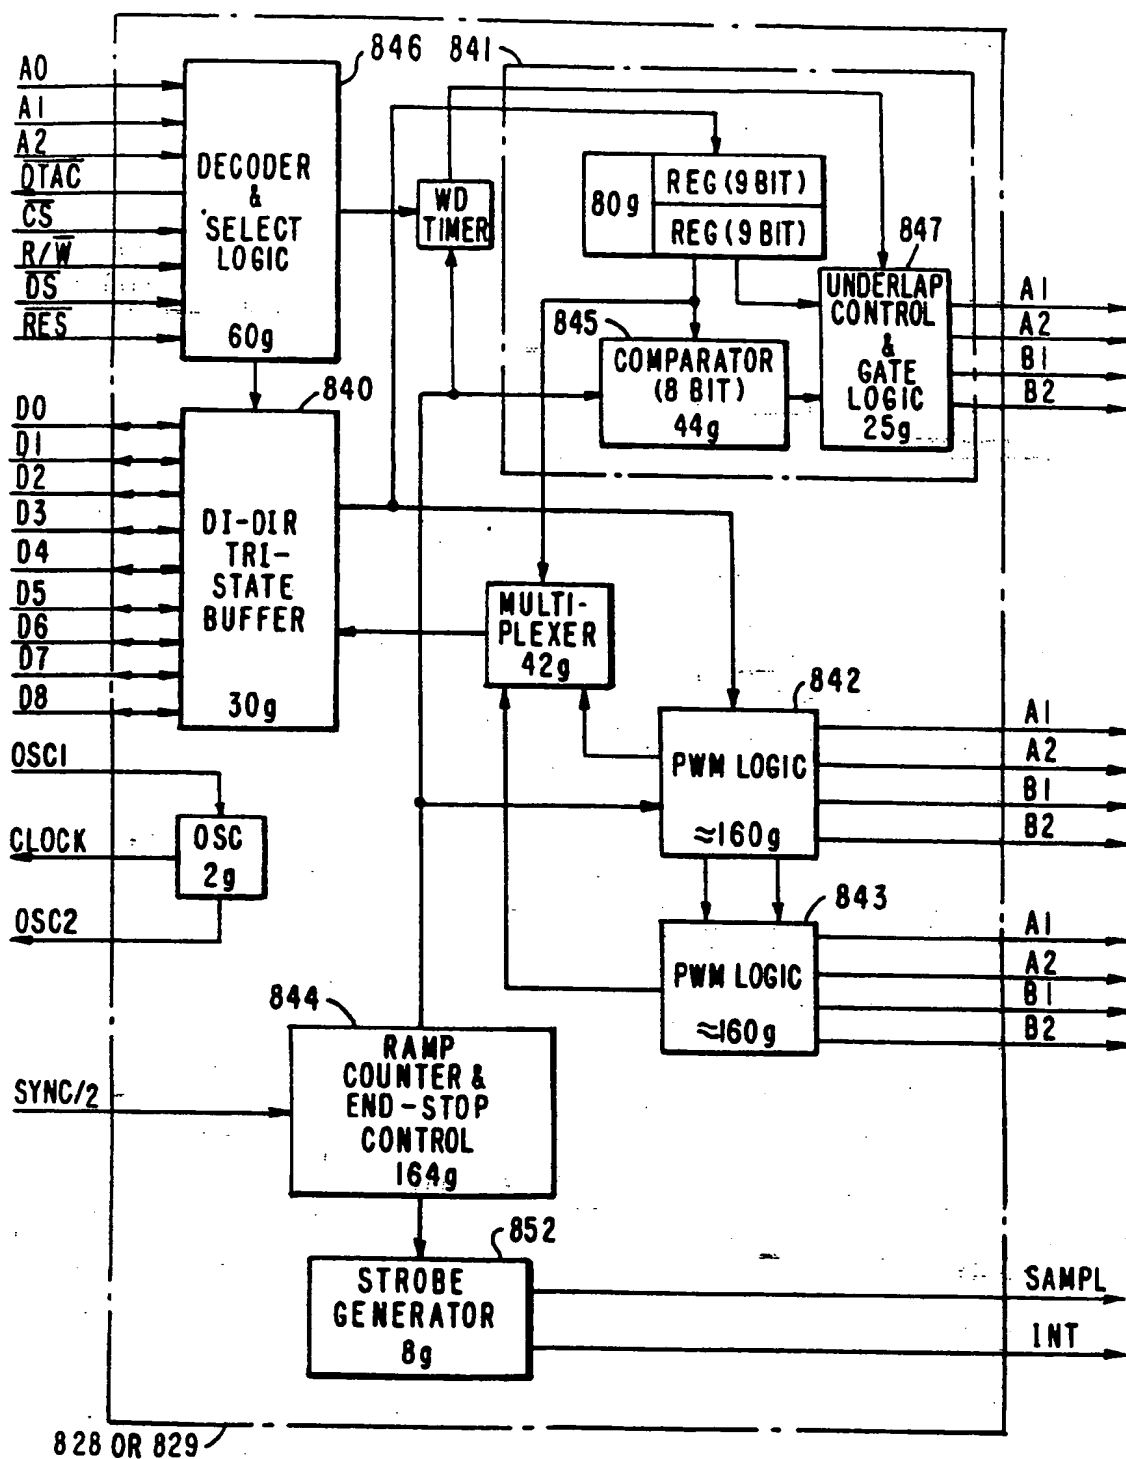 846
841
A0
A1
A2
DTAC
CS
R/W
DS
RES
DECODER
&
SELECT
LOGIC
60g
WD
TIMER
80g
REG (9 BIT)
REG (9 BIT)
847
UNDERLAP
CONTROL
&
GATE
LOGIC
25g
A1
A2
B1
B2
845
COMPARATOR
(8 BIT)
44g
840
D0
D1
D2
D3
D4
D5
D6
D7
D8
DI-DIR
TRI-
STATE
BUFFER
30g
MULTI-
PLEXER
42g
842
PWM LOGIC
≈160g
A1
A2
B1
B2
OSC1
CLOCK
OSC2
OSC
2g
843
PWM LOGIC
≈160g
A1
A2
B1
B2
844
RAMP
COUNTER &
END-STOP
CONTROL
164g
SYNC/2
852
STROBE
GENERATOR
8g
SAMPL
INT
828 OR 829